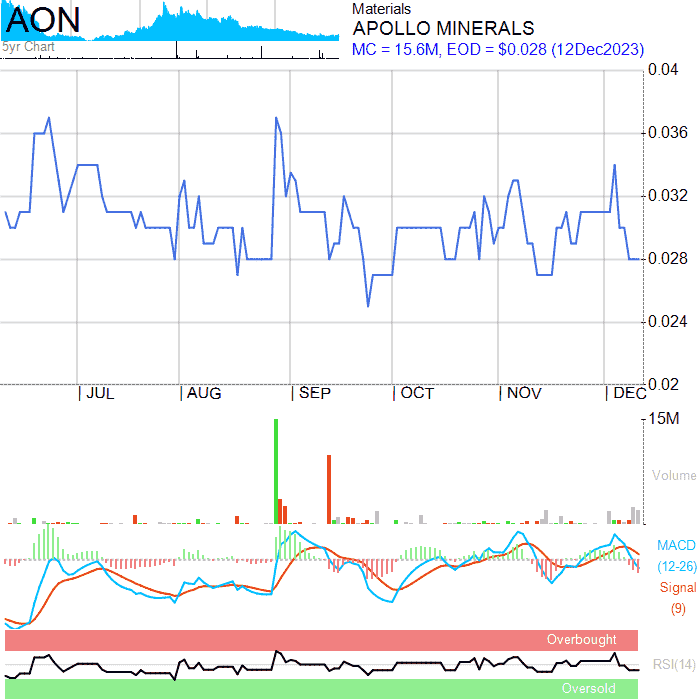 AON
5yr Chart
Materials
APOLLO MINERALS
MC = 15.6M, EOD = $0.028 (12Dec2023)
0.04
0.036
0.032
0.028
0.024
0.02
JUL AUG SEP OCT NOV DEC
15M
Volume
MACD
(12-26)
Signal
(9)
Overbought
RSI(14)
Oversold